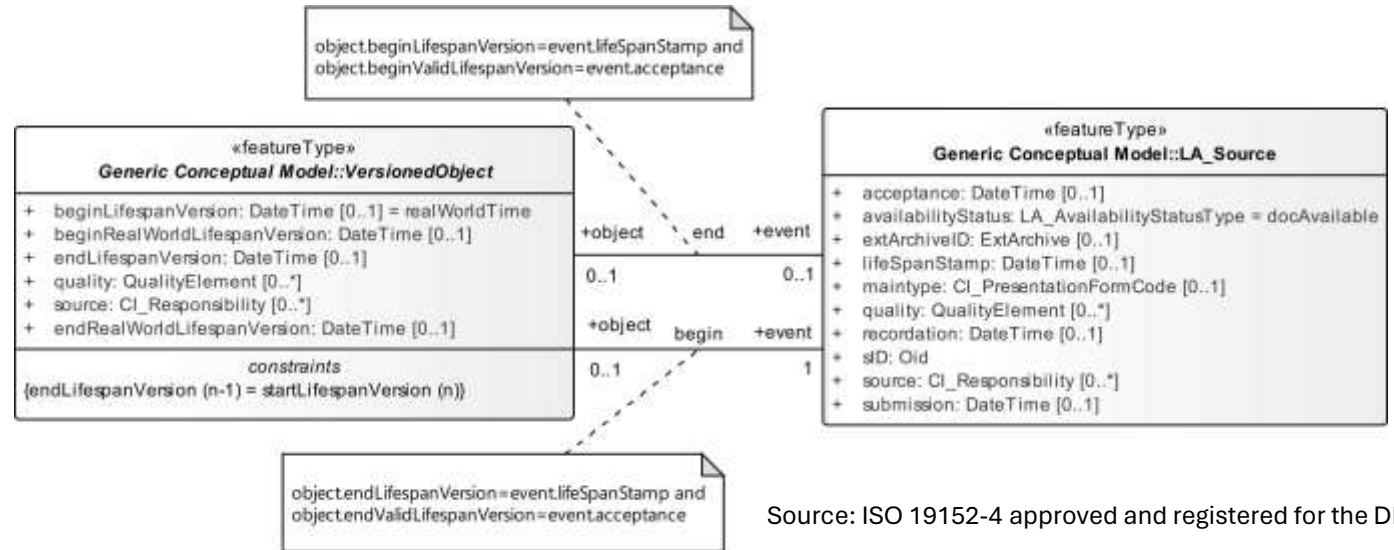 object.beginLifespanVersion=event.lifeSpanStamp and
object.beginValidLifespanVersion=event.acceptance
«featureType»
Generic Conceptual Model::VersionedObject
+ beginLifespanVersion: DateTime [0..1] = realWorldTime
+ beginRealWorldLifespanVersion: DateTime [0..1]
+ endLifespanVersion: DateTime [0..1]
+ quality: QualityElement [0..*]
+ source: CI_Responsibility [0..*]
+ endRealWorldLifespanVersion: DateTime [0..1]
constraints
{endLifespanVersion (n-1) = startLifespanVersion (n)}
+object end +event
0..1 0..1
+object begin +event
0..1 1
«featureType»
Generic Conceptual Model::LA_Source
+ acceptance: DateTime [0..1]
+ availabilityStatus: LA_AvailabilityStatusType = docAvailable
+ extArchiveID: ExtArchive [0..1]
+ lifeSpanStamp: DateTime [0..1]
+ maintype: CI_PresentationFormCode [0..1]
+ quality: QualityElement [0..*]
+ recordation: DateTime [0..1]
+ sID: Oid
+ source: CI_Responsibility [0..*]
+ submission: DateTime [0..1]
object.endLifespanVersion=event.lifeSpanStamp and
object.endValidLifespanVersion=event.acceptance
Source: ISO 19152-4 approved and registered for the